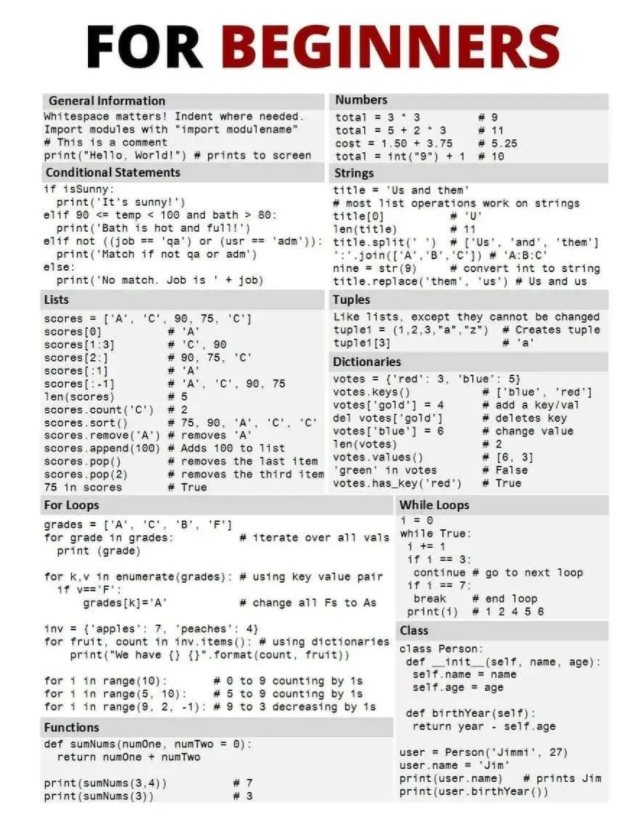 FOR BEGINNERS
General Information
Whitespace matters! Indent where needed.
Import modules with "import modulename"
# This is a comment
print("Hello, World!") # prints to screen
Conditional Statements
if isSunny:
  print('It's sunny!')
elif 90 <= temp < 100 and bath > 80:
  print('Bath is hot and full!')
elif not ((job == 'qa') or (usr == 'adm')):
  print('Match if not qa or adm')
else:
  print('No match. Job is ' + job)
Numbers
total = 3 * 3 # 9
total = 5 + 2 * 3 # 11
cost = 1.50 + 3.75 # 5.25
total = int("9") + 1 # 10
Strings
title = 'Us and them'
# most list operations work on strings
title[0] # 'U'
len(title) # 11
title.split(' ') # ['Us', 'and', 'them']
':'.join(['A','B','C']) # 'A:B:C'
nine = str(9) # convert int to string
title.replace('them', 'us') # Us and us
Lists
scores = ['A', 'C', 90, 75, 'C']
scores[0] # 'A'
scores[1:3] # 'C', 90
scores[2:] # 90, 75, 'C'
scores[:1] # 'A'
scores[:-1] # 'A', 'C', 90, 75
len(scores) # 5
scores.count('C') # 2
scores.sort() # 75, 90, 'A', 'C', 'C'
scores.remove('A') # removes 'A'
scores.append(100) # Adds 100 to list
scores.pop() # removes the last item
scores.pop(2) # removes the third item
75 in scores # True
Tuples
Like lists, except they cannot be changed
tuple1 = (1,2,3,"a","z") # Creates tuple
tuple1[3] # 'a'
Dictionaries
votes = {'red': 3, 'blue': 5}
votes.keys() # ['blue', 'red']
votes['gold'] = 4 # add a key/val
del votes['gold'] # deletes key
votes['blue'] = 6 # change value
len(votes) # 2
votes.values() # [6, 3]
'green' in votes # False
votes.has_key('red') # True
For Loops
grades = ['A', 'C', 'B', 'F']
for grade in grades: # iterate over all vals
  print (grade)
for k,v in enumerate(grades): # using key value pair
  if v=='F':
      grades[k]='A' # change all Fs to As
inv = {'apples': 7, 'peaches': 4}
for fruit, count in inv.items(): # using dictionaries
    print("We have {} {}".format(count, fruit))
for i in range(10): # 0 to 9 counting by 1s
for i in range(5, 10): # 5 to 9 counting by 1s
for i in range(9, 2, -1): # 9 to 3 decreasing by 1s
Functions
def sumNums(numOne, numTwo = 0):
  return numOne + numTwo
print(sumNums(3,4)) # 7
print(sumNums(3)) # 3
While Loops
i = 0
while True:
 i += 1
 if i == 3:
  continue # go to next loop
 if i == 7:
  break # end loop
 print(i) # 1 2 4 5 6
Class
class Person:
 def __init__(self, name, age):
  self.name = name
  self.age = age
 def birthYear(self):
  return year - self.age
user = Person('Jimmi', 27)
user.name = 'Jim'
print(user.name) # prints Jim
print(user.birthYear())